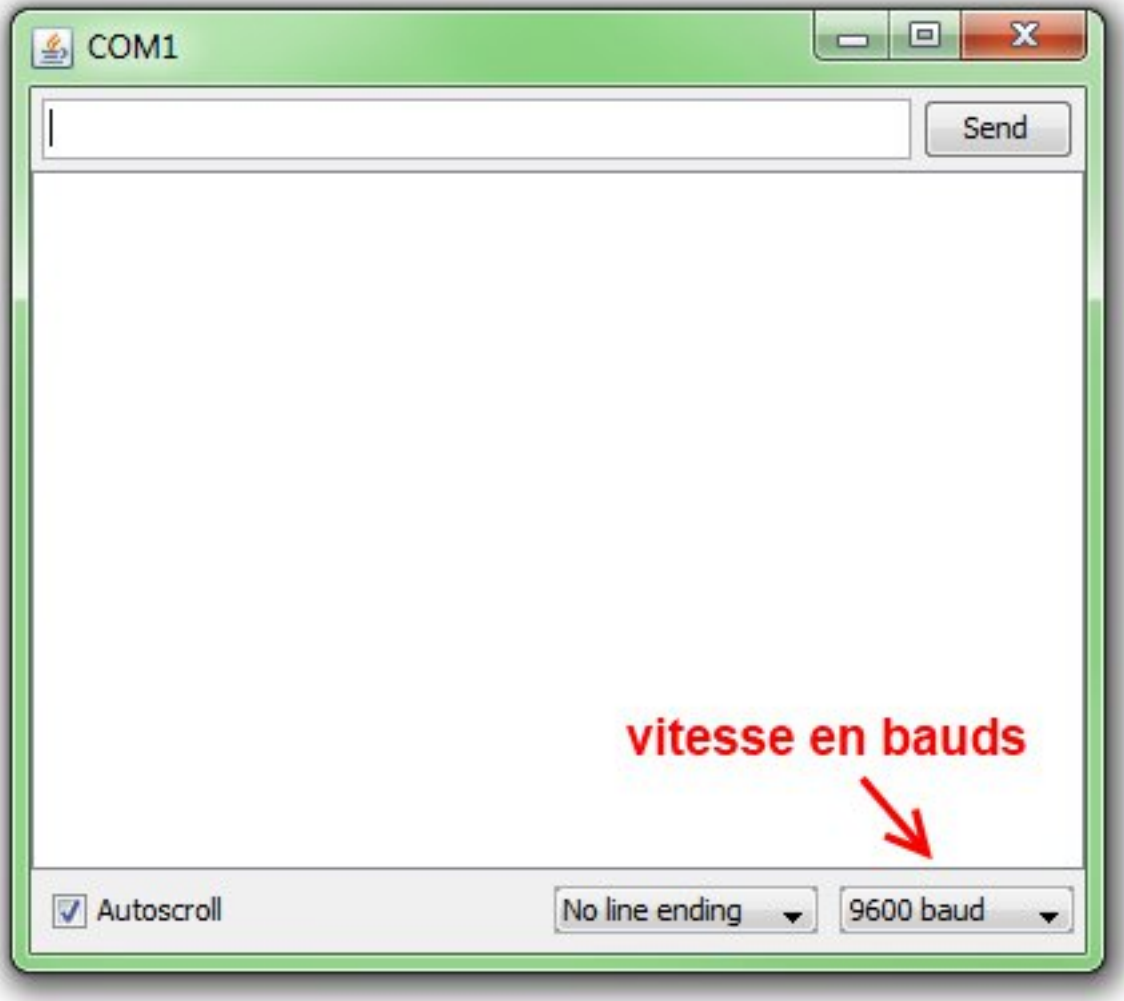 COM1
Send
vitesse en bauds
Autoscroll
No line ending
9600 baud